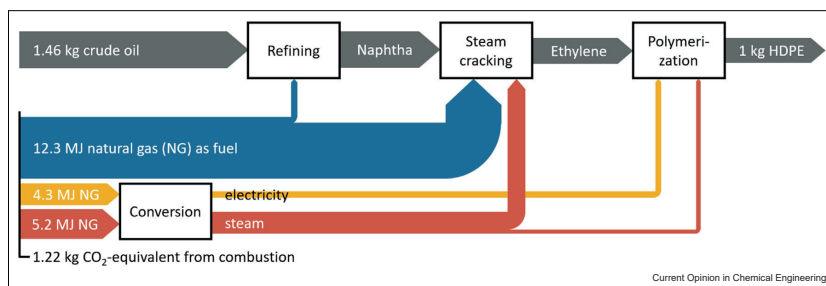 1.46 kg crude oil
Refining
Naphtha
Steam
cracking
Ethylene
Polymeri-
zation
1 kg HDPE
12.3 MJ natural gas (NG) as fuel
4.3 MJ NG
5.2 MJ NG
Conversion
electricity
steam
1.22 kg CO₂-equivalent from combustion
Current Opinion in Chemical Engineering